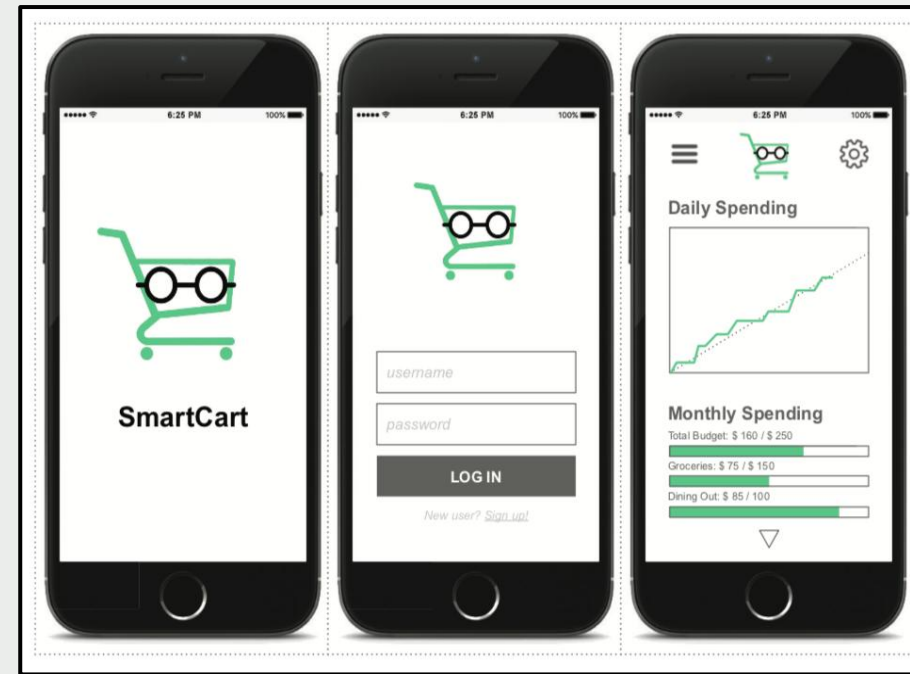 6:25 PM 100%
SmartCart
6:25 PM 100%
username
password
LOG IN
New user? Sign up!
6:25 PM 100%
Daily Spending
Monthly Spending
Total Budget: $ 160 / $ 250
Groceries: $ 75 / $ 150
Dining Out: $ 85 / 100